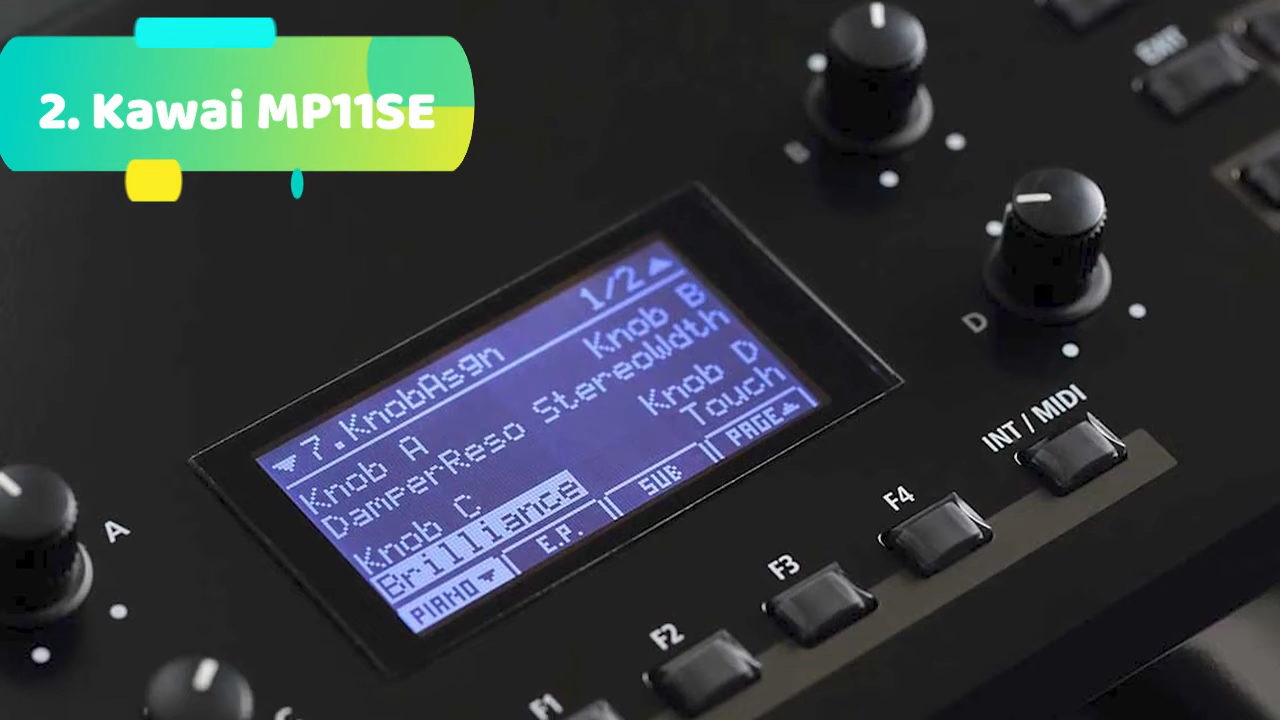 2. Kawai MP11SE
EDIT
B
D
7.KnobAsgn 1/2
Knob A Knob B
DamperReso StereoWdth
Knob C Knob D
Brilliance Touch
PIANO E.P. SUB PAGE
A
C
INT / MIDI
F4
F3
F2
F1